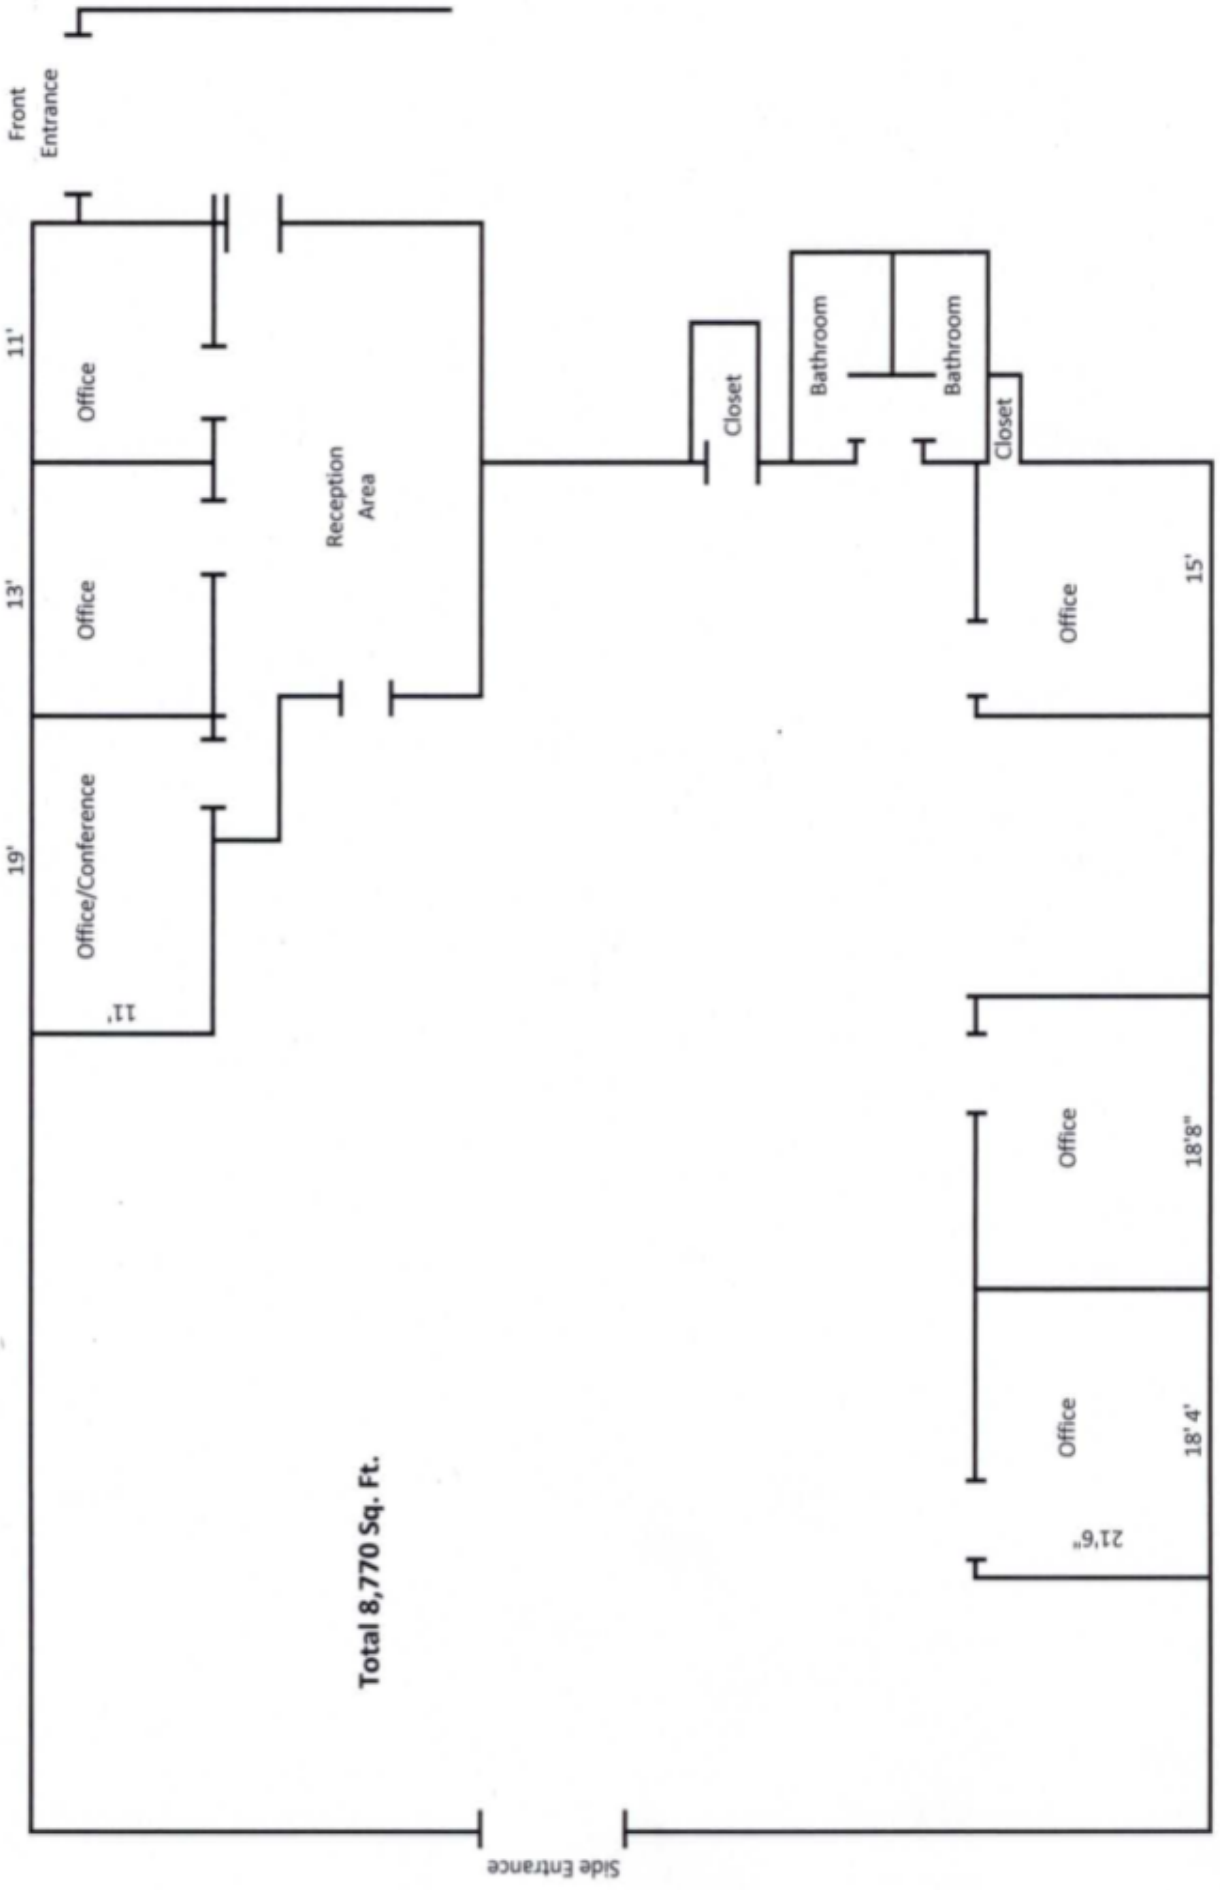 Front
Entrance
11'
Office
13'
Office
19'
Office/Conference
11'
Reception
Area
Closet
Bathroom
Bathroom
Closet
Office
15'
Office
18'8"
Office
18' 4'
21'6"
Total 8,770 Sq. Ft.
Side Entrance